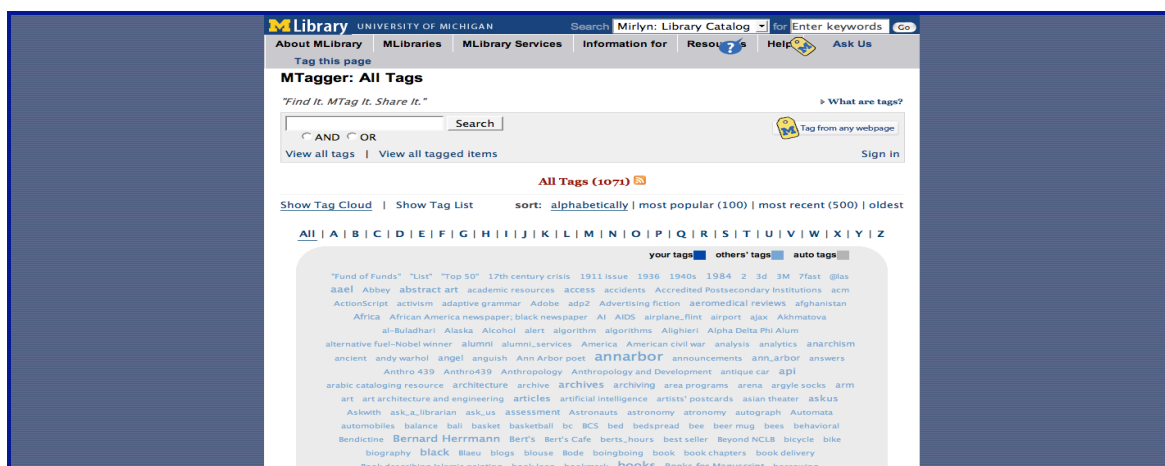 M Library UNIVERSITY OF MICHIGAN Search Mirlyn: Library Catalog for Enter keywords Go
About MLibrary MLibraries MLibrary Services Information for Resou s Help Ask Us
Tag this page
MTagger: All Tags
"Find It. MTag It. Share It." What are tags?
Search
M Tag from any webpage
AND OR
View all tags | View all tagged items Sign in
All Tags (1071)
Show Tag Cloud | Show Tag List sort: alphabetically | most popular (100) | most recent (500) | oldest
All | A | B | C | D | E | F | G | H | I | J | K | L | M | N | O | P | Q | R | S | T | U | V | W | X | Y | Z
your tags others' tags auto tags
"Fund of Funds" "List" "Top 50" 17th century crisis 1911 issue 1936 1940s 1984 2 3d 3M 7fast @las
aael Abbey abstract art academic resources access accidents Accredited Postsecondary Institutions acm
ActionScript activism adaptive grammar Adobe adp2 Advertising fiction aeromedical reviews afghanistan
Africa African America newspaper; black newspaper AI AIDS airplane_flint airport ajax Akhmatova
al-Buladhari Alaska Alcohol alert algorithm algorithms Alighieri Alpha Delta Phi Alum
alternative fuel-Nobel winner alumni alumni_services America American civil war analysis analytics anarchism
ancient andy warhol angel anguish Ann Arbor poet annarbor announcements ann_arbor answers
Anthro 439 Anthro439 Anthropology Anthropology and Development antique car api
arabic cataloging resource architecture archive archives archiving area programs arena argyle socks arm
art art architecture and engineering articles artificial intelligence artists' postcards asian theater askus
Askwith ask_a_librarian ask_us assessment Astronauts astronomy atronomy autograph Automata
automobiles balance bali basket basketball bc BCS bed bedspread bee beer mug bees behavioral
Bendictine Bernard Herrmann Bert's Bert's Cafe berts_hours best seller Beyond NCLB bicycle bike
biography black Blaeu blogs blouse Bode boingboing book book chapters book delivery
books